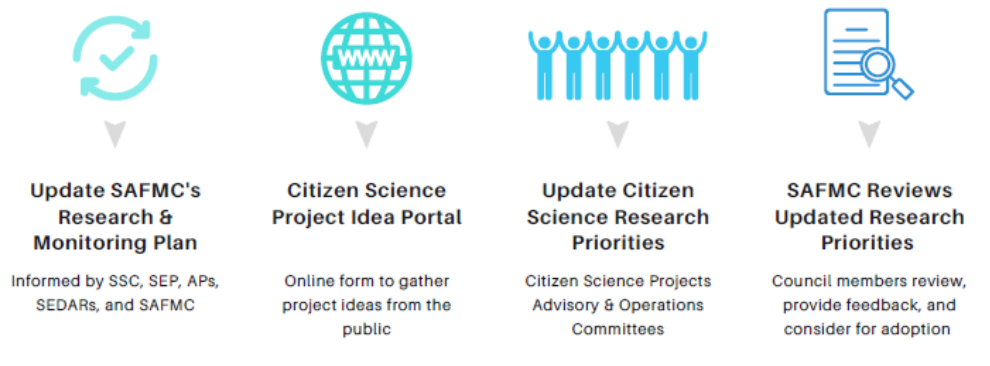 WWW
Update SAFMC's
Research &
Monitoring Plan
Informed by SSC, SEP, APs,
SEDARs, and SAFMC
Citizen Science
Project Idea Portal
Online form to gather
project ideas from the
public
Update Citizen
Science Research
Priorities
Citizen Science Projects
Advisory & Operations
Committees
SAFMC Reviews
Updated Research
Priorities
Council members review,
provide feedback, and
consider for adoption